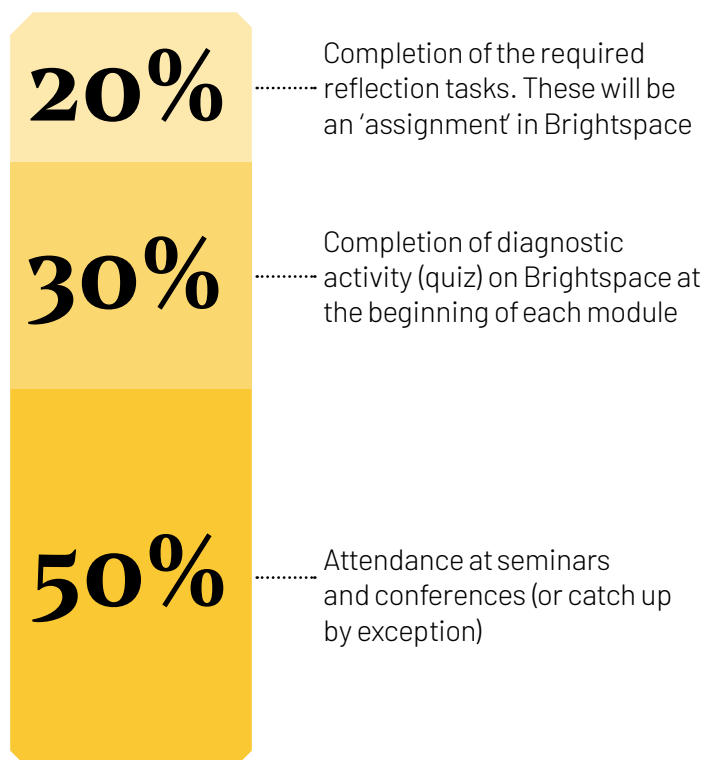 20%
Completion of the required
reflection tasks. These will be
an ‘assignment’ in Brightspace
30%
Completion of diagnostic
activity (quiz) on Brightspace at
the beginning of each module
50%
Attendance at seminars
and conferences (or catch up
by exception)